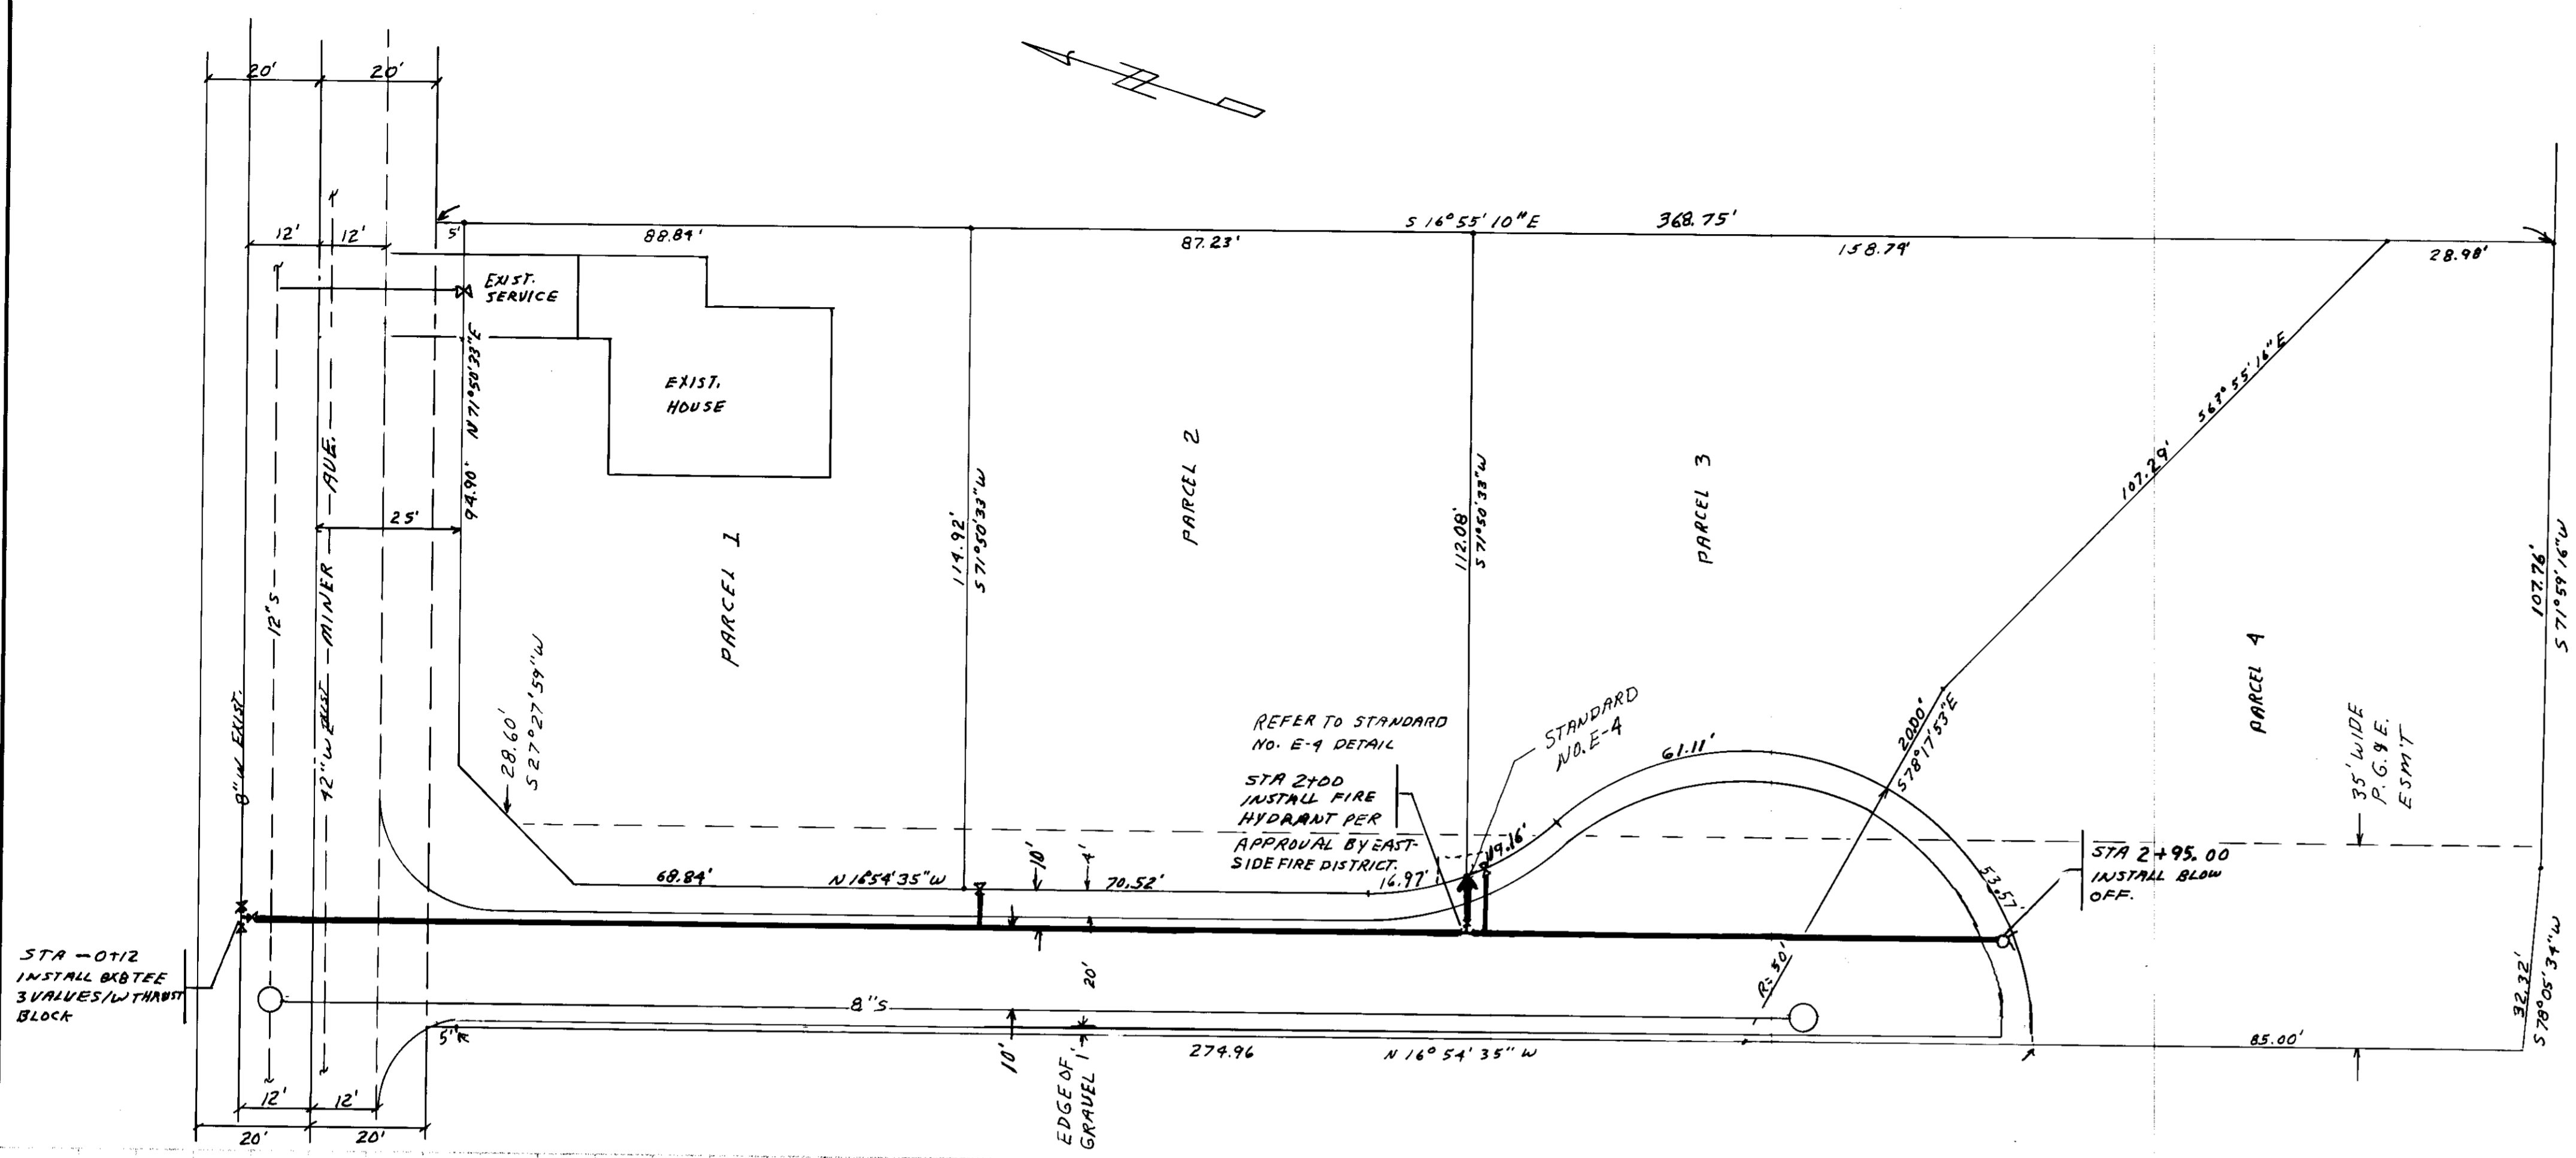 20'
20'
12'
12'
5'
88.84'
87.23'
S 16° 55' 10" E
368.75'
158.79'
28.98'
EXIST.
SERVICE
EXIST.
HOUSE
94.90' N 71°50'33"E
25'
PARCEL 1
114.92'
S 71°50'33"W
PARCEL 2
112.08'
S 71°50'33"W
PARCEL 3
107.29'
S 67° 55' 16" E
20.00'
S 78°17'53"E
PARCEL 4
107.76'
S 71°59'16"W
35' WIDE
P.G.&E.
ESM'T
8" W EXIST.
12" S
12" W EXIST
MINER AVE.
28.60'
S 27°27'59"W
REFER TO STANDARD
NO. E-4 DETAIL
STANDARD
NO. E-4
STA 2+00
INSTALL FIRE
HYDRANT PER
APPROVAL BY EAST-
SIDE FIRE DISTRICT.
61.11'
19.16'
16.97'
53.57'
STA 2+95.00
INSTALL BLOW
OFF.
68.84'
N 16°54'35"W
10'
4'
70.52'
STA -0+12
INSTALL 8X8 TEE
3 VALVES/W THRUST
BLOCK
8"S
20'
R=50'
32.32'
S 78°05'34"W
5'
10'
EDGE OF
GRAVEL 1'
274.96
N 16° 54' 35" W
85.00'
12'
12'
20'
20'